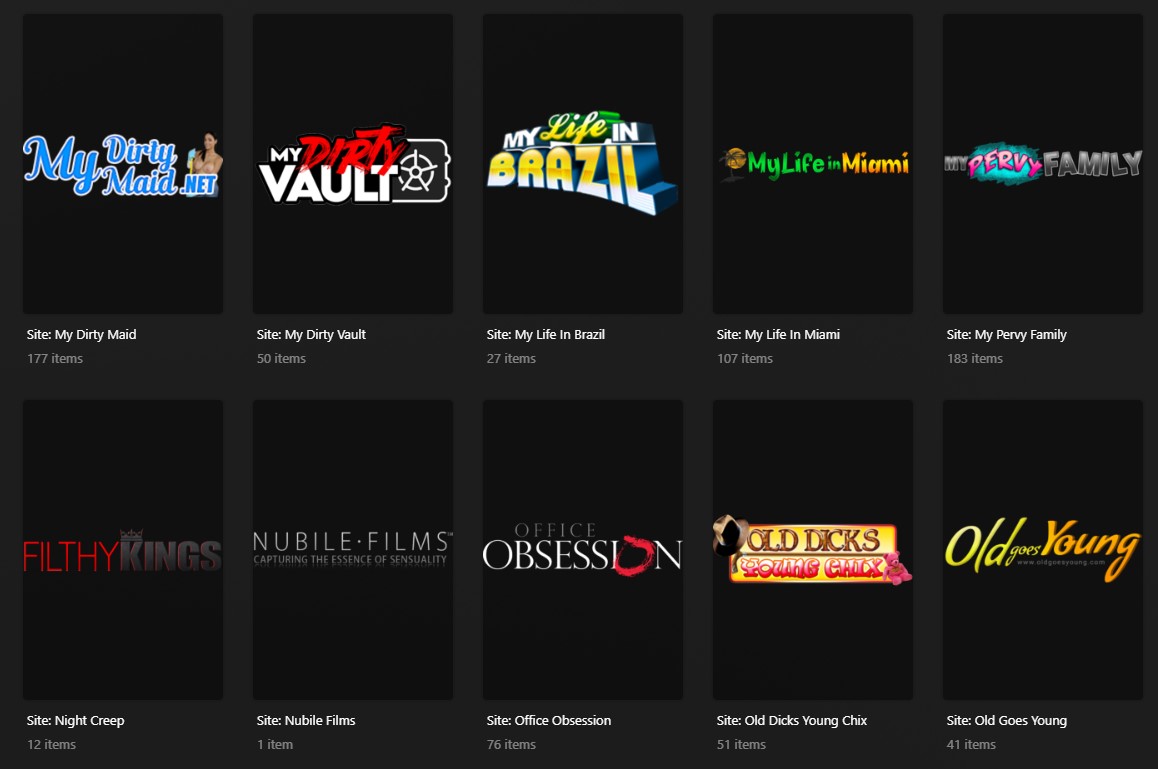 My Dirty Maid .NET
MY DIRTY VAULT
MY Life IN BRAZIL
MyLife in Miami
MY PERVY FAMILY
Site: My Dirty Maid
Site: My Dirty Vault
Site: My Life In Brazil
Site: My Life In Miami
Site: My Pervy Family
177 items
50 items
27 items
107 items
183 items
FILTHYKINGS
NUBILE·FILMS
CAPTURING THE ESSENCE OF SENSUALITY
OFFICE
OBSESSION
OLD DICKS
YOUNG CHIX
Old goes Young
www.oldgoesyoung.com
Site: Night Creep
Site: Nubile Films
Site: Office Obsession
Site: Old Dicks Young Chix
Site: Old Goes Young
12 items
1 item
76 items
51 items
41 items